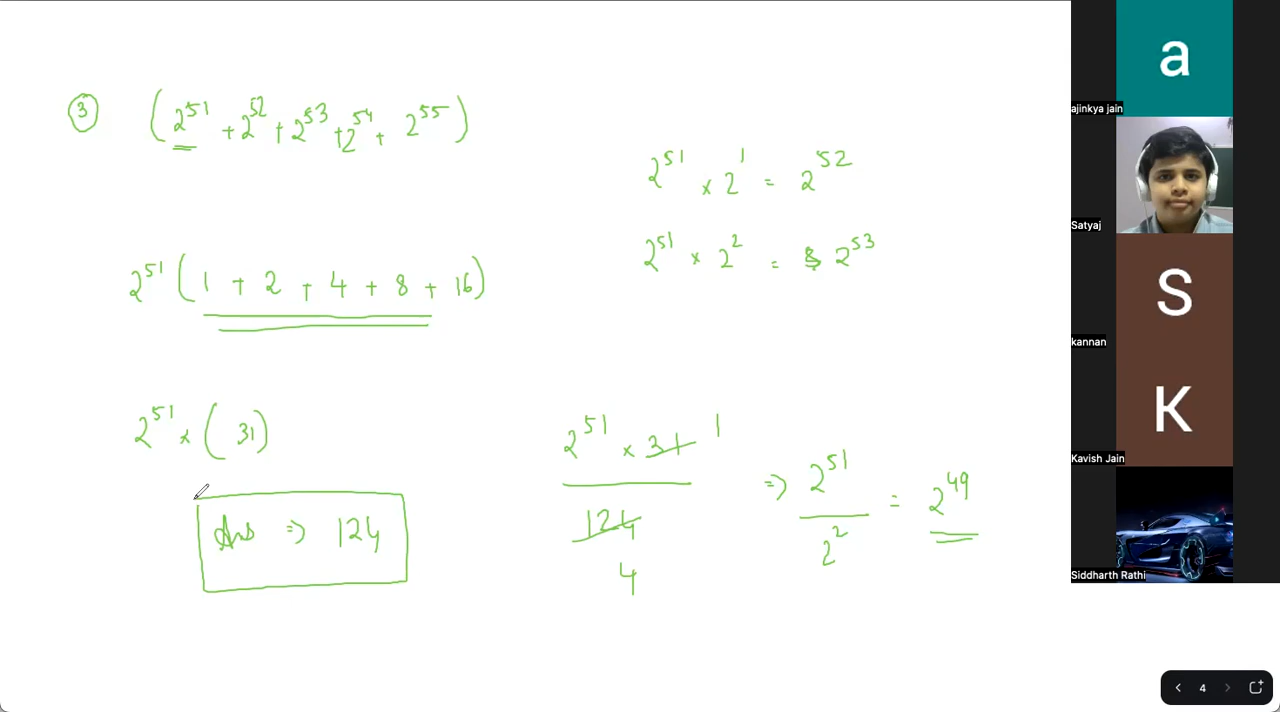 ③ (2^51 + 2^52 + 2^53 + 2^54 + 2^55)
2^51 × 2^1 = 2^52
2^51 × 2^2 = 2^53
2^51 (1 + 2 + 4 + 8 + 16)
2^51 × (31)
Ans ⇒ 124
2^51 × 31 1
124
4
⇒ 2^51 / 2^2 = 2^49
a
ajinkya jain
Satyaj
S
kannan
K
Kavish Jain
Siddharth Rathi
4